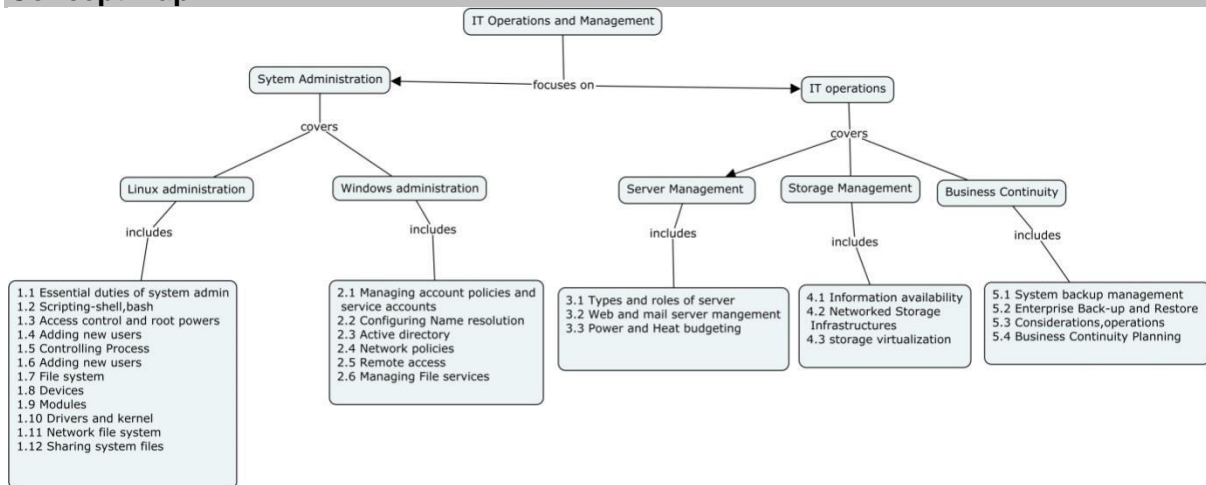 IT Operations and Management
focuses on
Sytem Administration
IT operations
covers
covers
Linux administration
Windows administration
Server Management
Storage Management
Business Continuity
includes
includes
includes
includes
includes
1.1 Essential duties of system admin
1.2 Scripting-shell,bash
1.3 Access control and root powers
1.4 Adding new users
1.5 Controlling Process
1.6 Adding new users
1.7 File system
1.8 Devices
1.9 Modules
1.10 Drivers and kernel
1.11 Network file system
1.12 Sharing system files
2.1 Managing account policies and
service accounts
2.2 Configuring Name resolution
2.3 Active directory
2.4 Network policies
2.5 Remote access
2.6 Managing File services
3.1 Types and roles of server
3.2 Web and mail server mangement
3.3 Power and Heat budgeting
4.1 Information availability
4.2 Networked Storage
Infrastructures
4.3 storage virtualization
5.1 System backup management
5.2 Enterprise Back-up and Restore
5.3 Considerations,operations
5.4 Business Continuity Planning